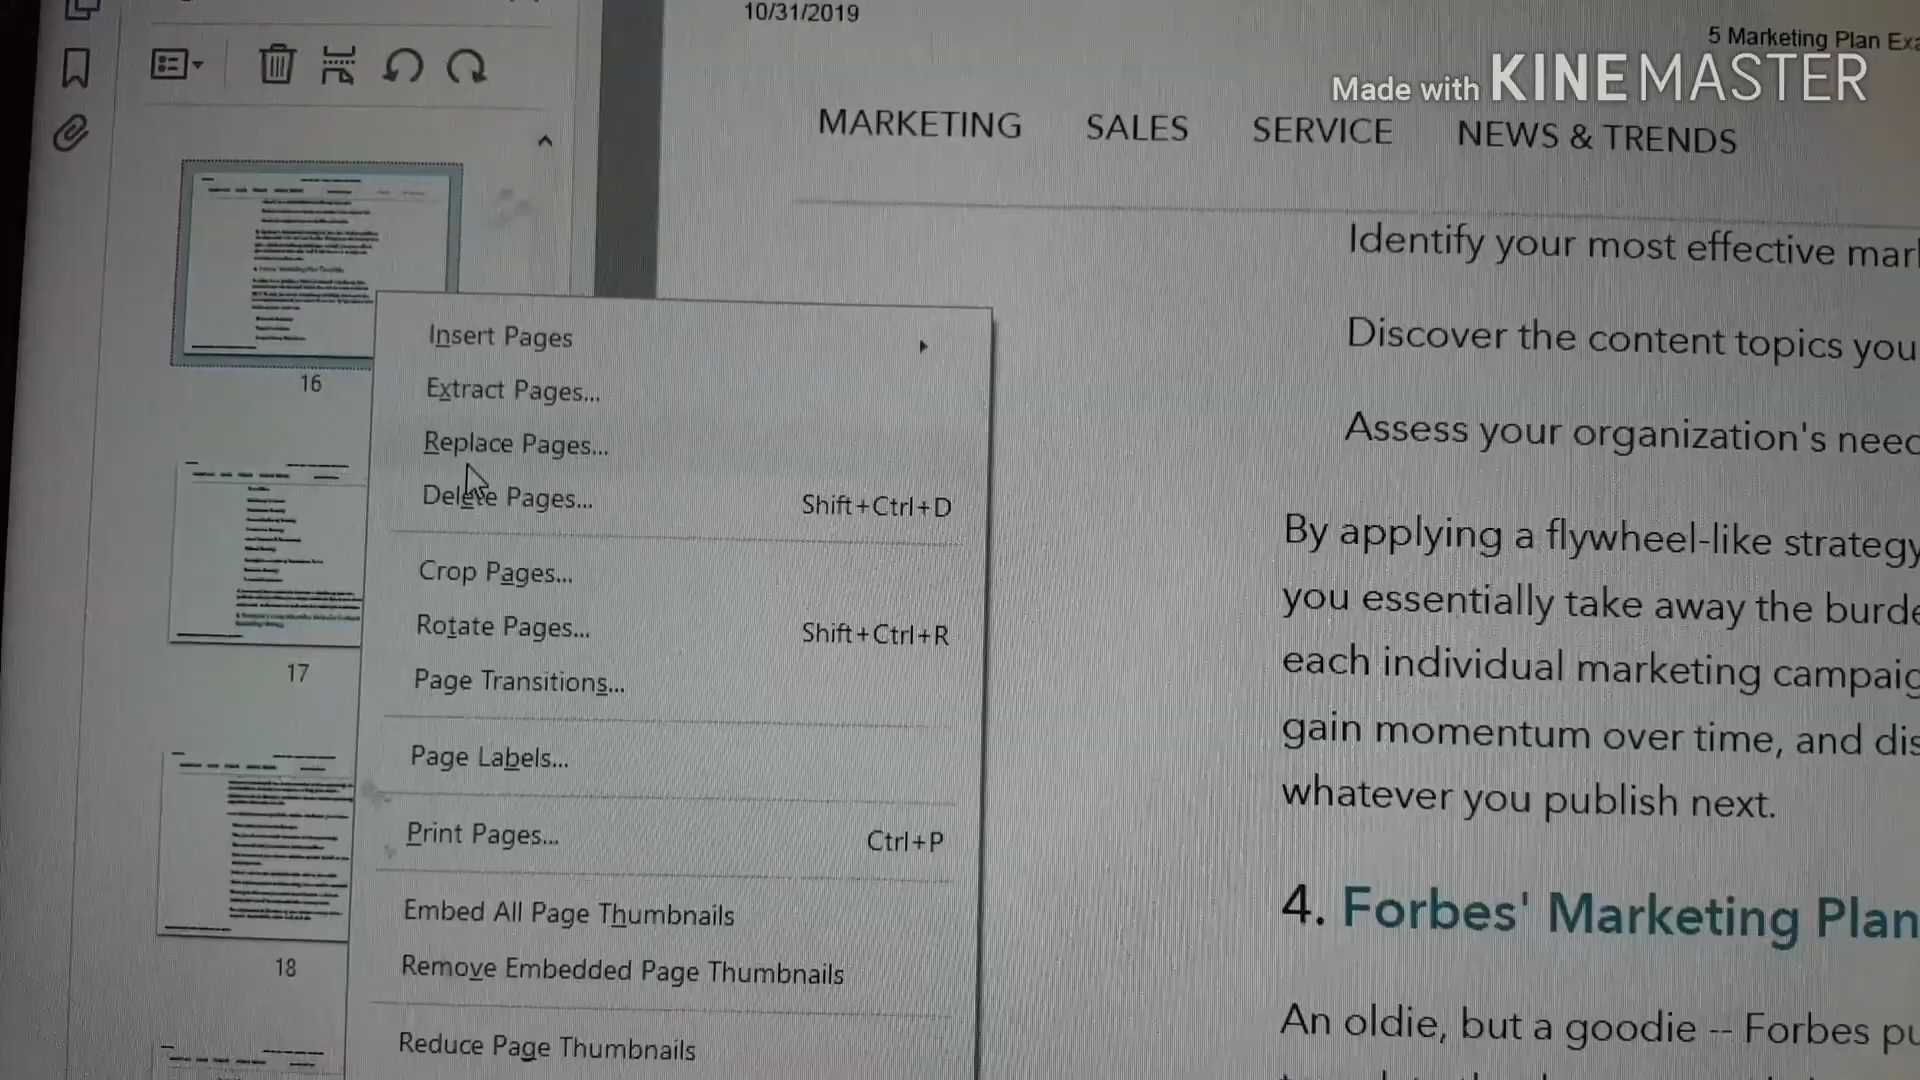 10/31/2019
5 Marketing Plan Exa
Made with KINEMASTER
MARKETING SALES SERVICE NEWS & TRENDS
Identify your most effective mar
Discover the content topics you
Assess your organization's need
By applying a flywheel-like strategy
you essentially take away the burde
each individual marketing campaig
gain momentum over time, and dis
whatever you publish next.
4. Forbes' Marketing Plan
An oldie, but a goodie -- Forbes pu
16
17
18
Insert Pages
Extract Pages...
Replace Pages...
Delete Pages... Shift+Ctrl+D
Crop Pages...
Rotate Pages... Shift+Ctrl+R
Page Transitions...
Page Labels...
Print Pages... Ctrl+P
Embed All Page Thumbnails
Remove Embedded Page Thumbnails
Reduce Page Thumbnails